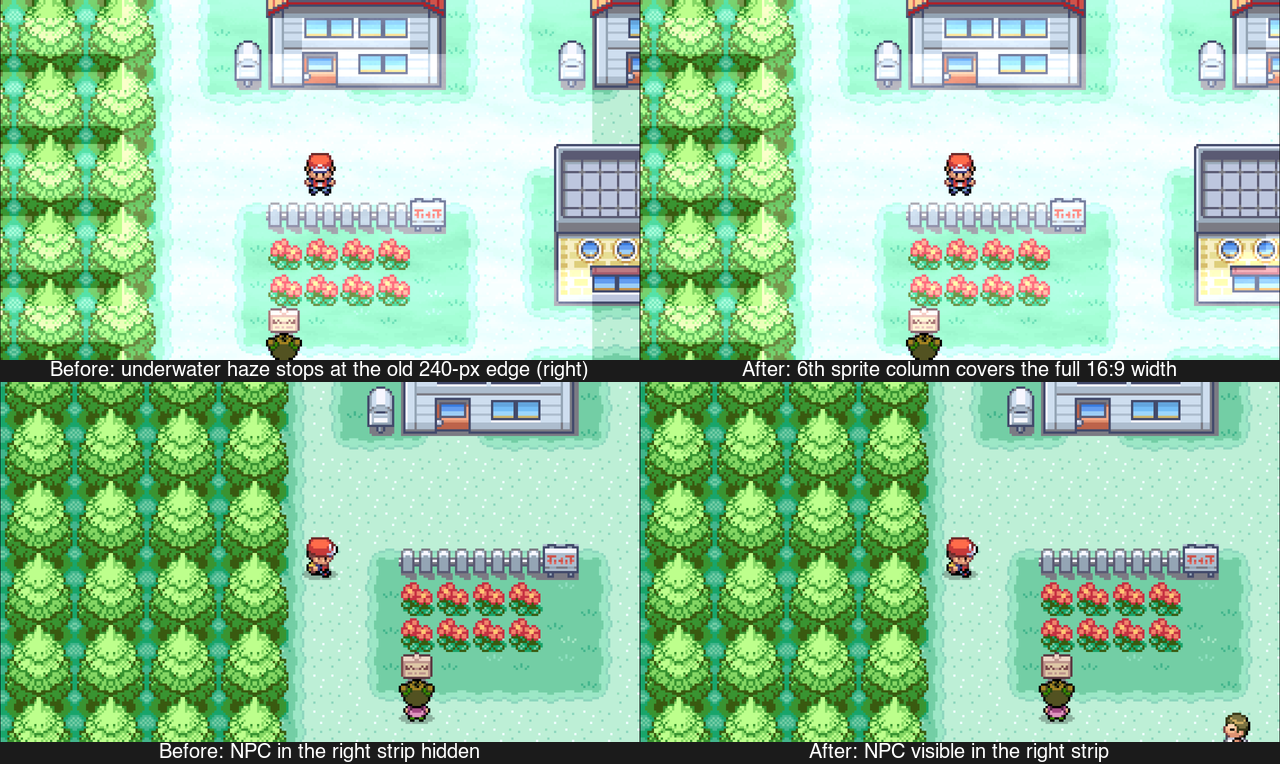 Before: underwater haze stops at the old 240-px edge (right)
After: 6th sprite column covers the full 16:9 width
Before: NPC in the right strip hidden
After: NPC visible in the right strip